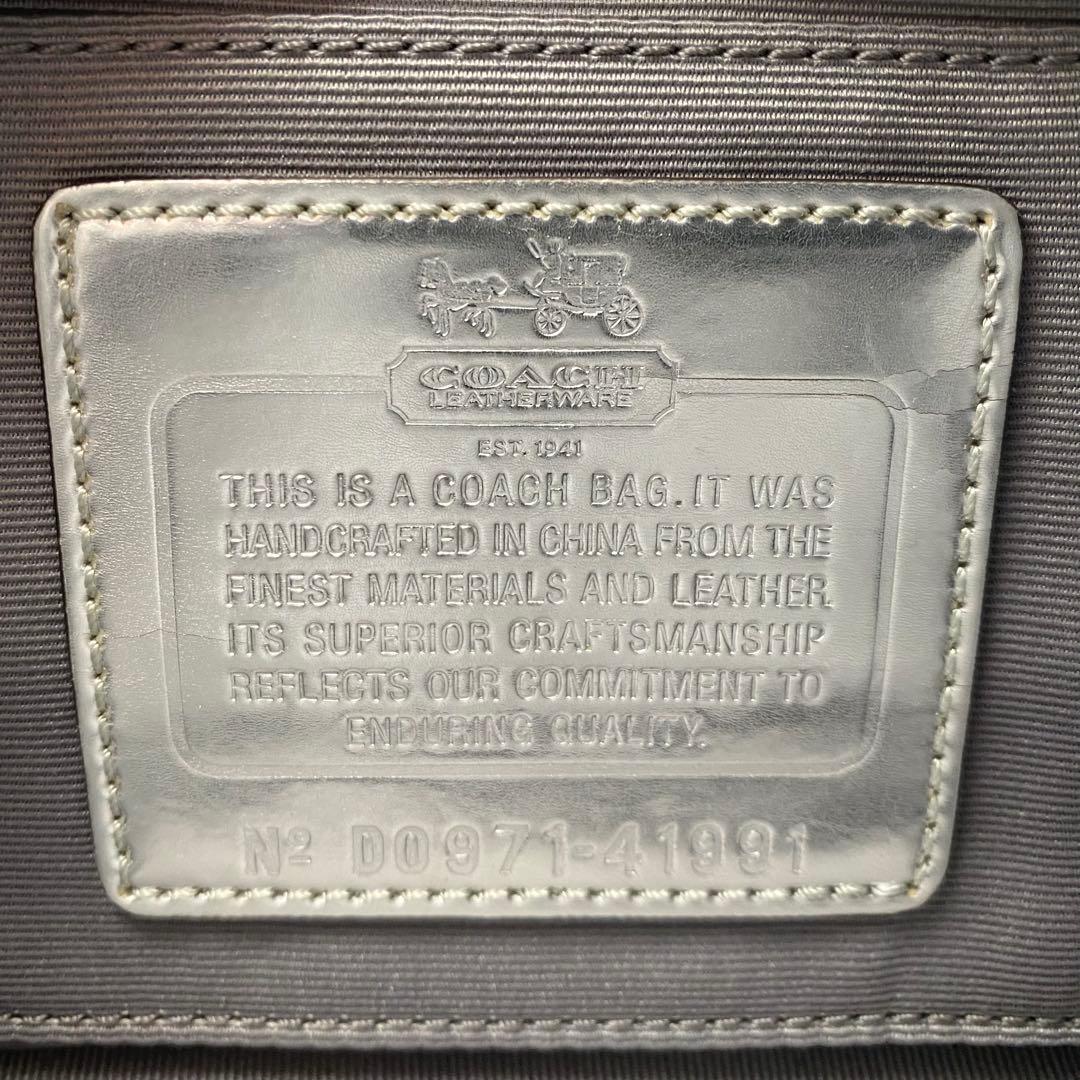 COACH
LEATHERWARE
EST. 1941
THIS IS A COACH BAG. IT WAS
HANDCRAFTED IN CHINA FROM THE
FINEST MATERIALS AND LEATHER.
ITS SUPERIOR CRAFTSMANSHIP
REFLECTS OUR COMMITMENT TO
ENDURING QUALITY.
Nº D0971-41991